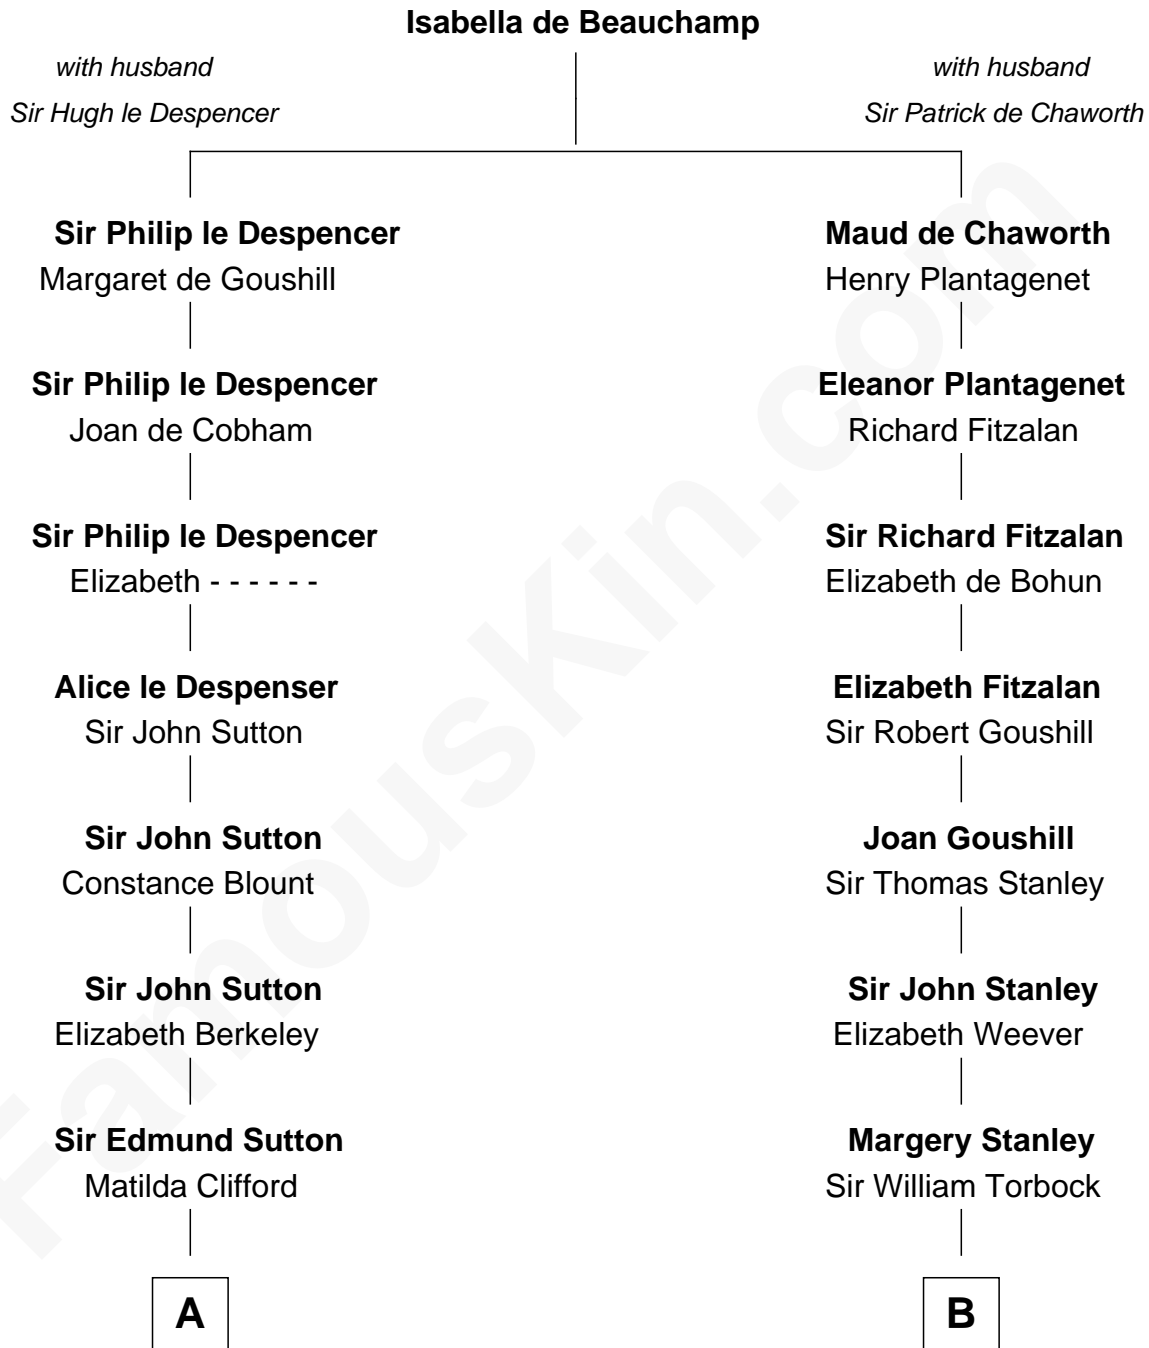 Isabella de Beauchamp
with husband
Sir Hugh le Despencer
with husband
Sir Patrick de Chaworth
Sir Philip le Despencer
Margaret de Goushill
Sir Philip le Despencer
Joan de Cobham
Sir Philip le Despencer
Elizabeth - - - - - -
Alice le Despenser
Sir John Sutton
Sir John Sutton
Constance Blount
Sir John Sutton
Elizabeth Berkeley
Sir Edmund Sutton
Matilda Clifford
A
Maud de Chaworth
Henry Plantagenet
Eleanor Plantagenet
Richard Fitzalan
Sir Richard Fitzalan
Elizabeth de Bohun
Elizabeth Fitzalan
Sir Robert Goushill
Joan Goushill
Sir Thomas Stanley
Sir John Stanley
Elizabeth Weever
Margery Stanley
Sir William Torbock
B
FamousKin.com